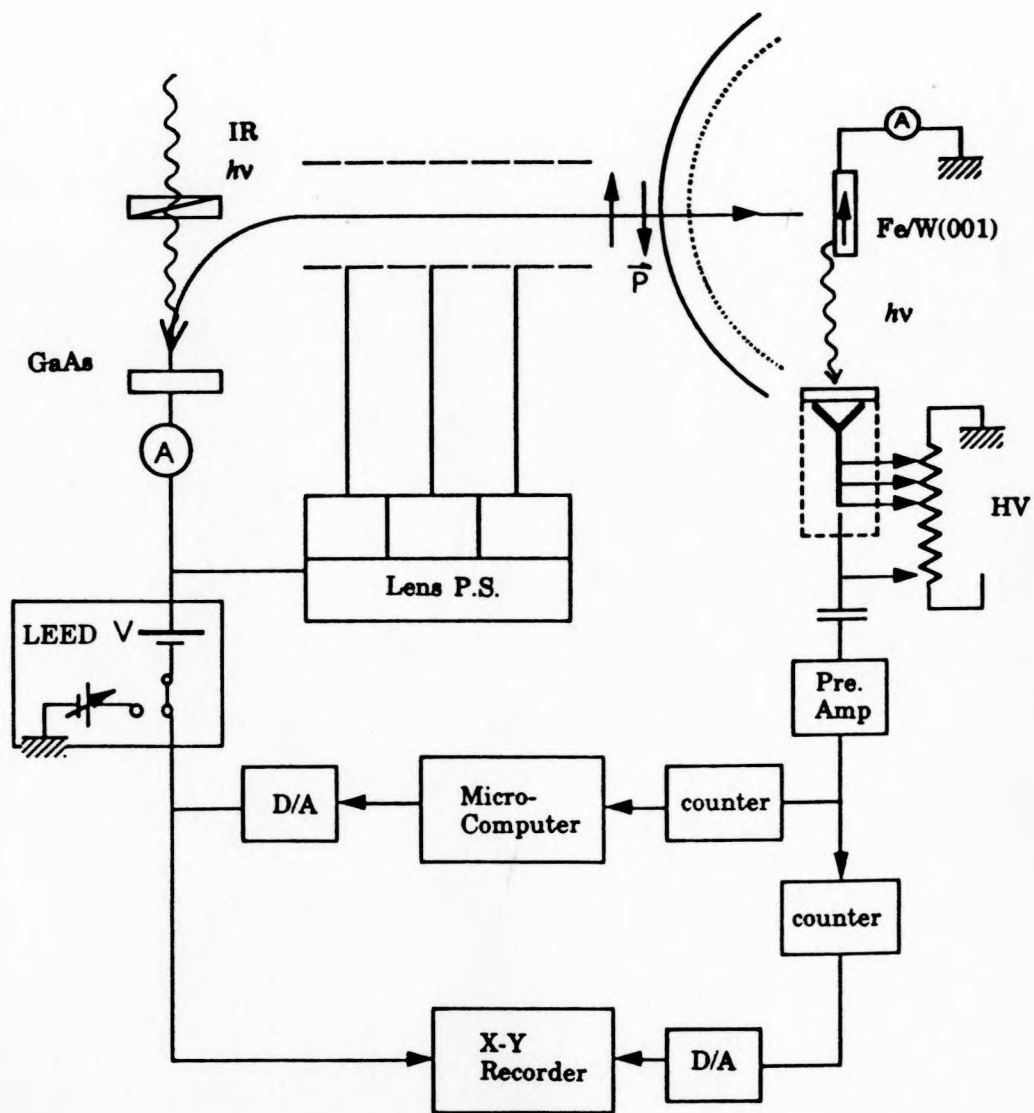 IR
hν
A
Fe/W(001)
P
hν
GaAs
A
HV
Lens P.S.
LEED V
Pre.
Amp
D/A
Micro-
Computer
counter
counter
X-Y
Recorder
D/A